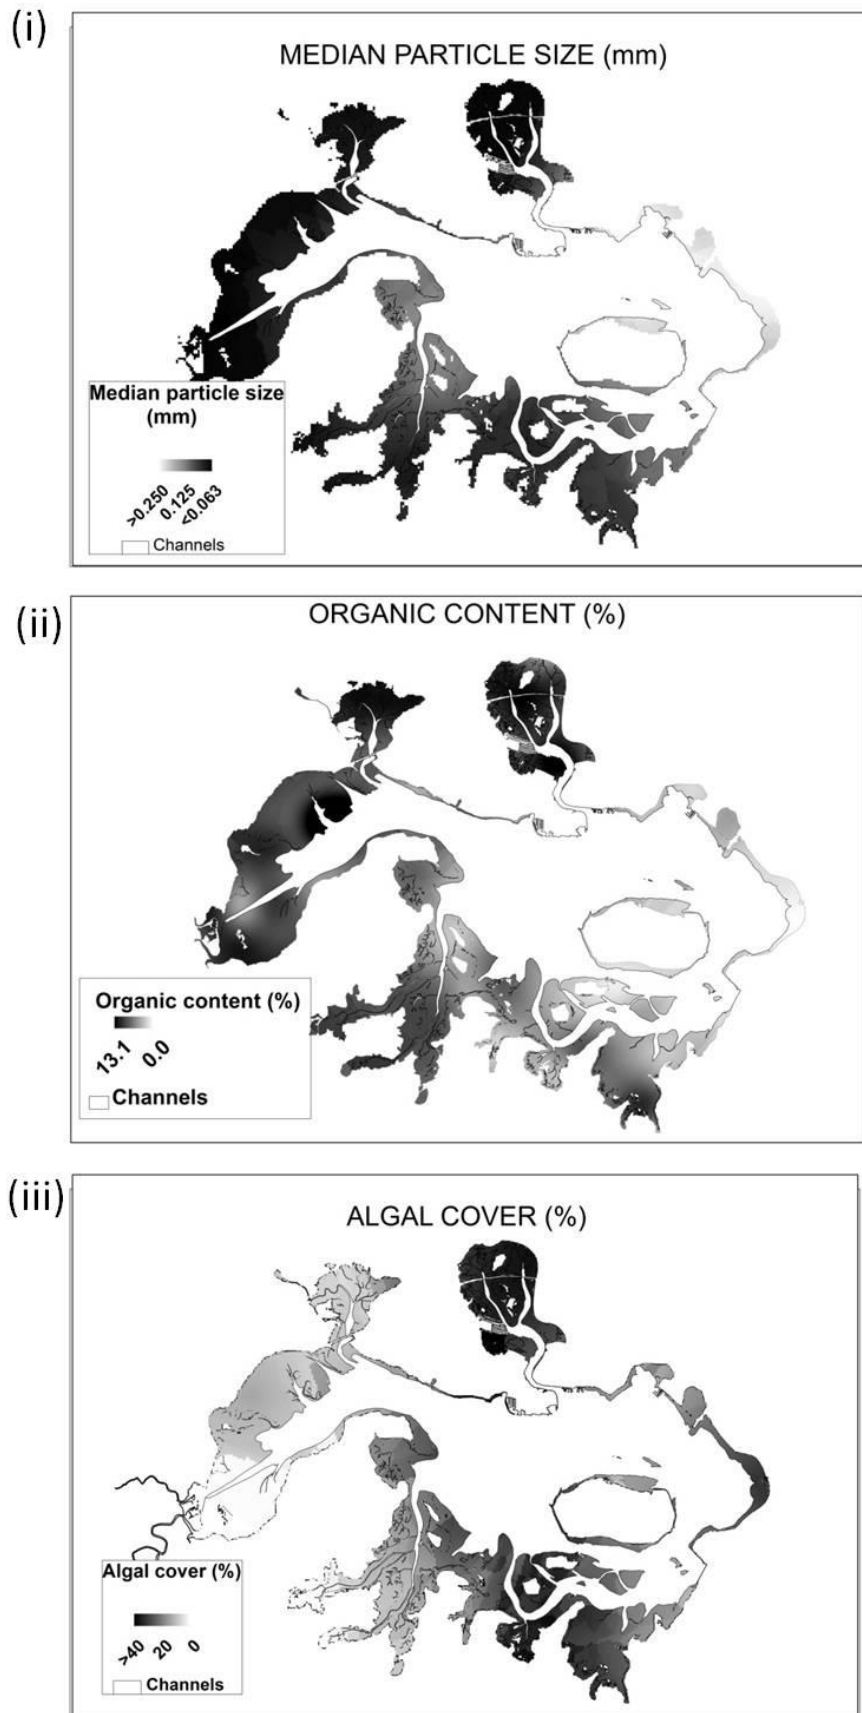 (i)
MEDIAN PARTICLE SIZE (mm)
Median particle size
(mm)
>0.250 0.125 <0.063
Channels
(ii)
ORGANIC CONTENT (%)
Organic content (%)
13.1 0.0
Channels
(iii)
ALGAL COVER (%)
Algal cover (%)
>40 20 0
Channels